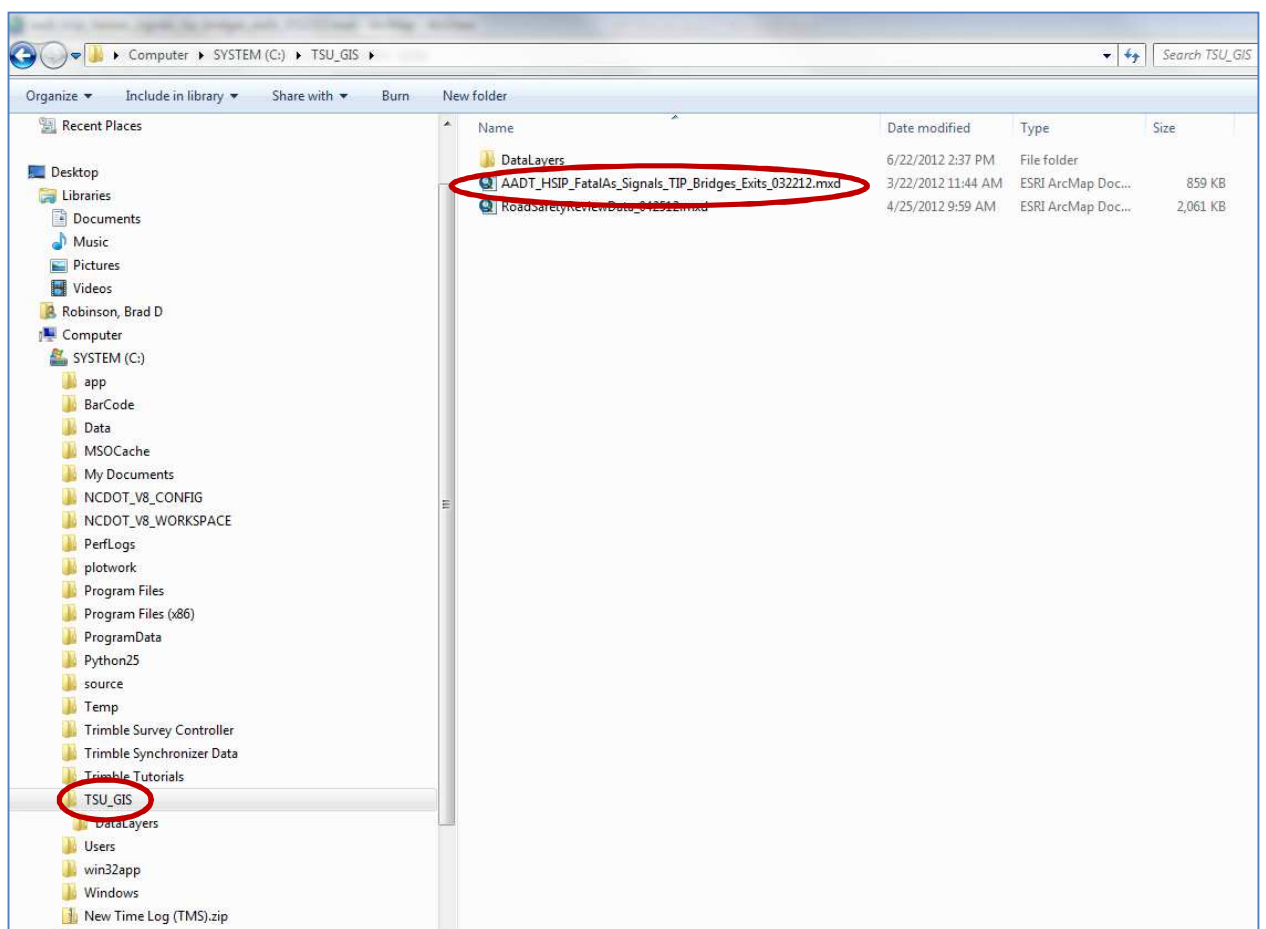 Computer ▸ SYSTEM (C:) ▸ TSU_GIS ▸
Search TSU_GIS
Organize Include in library Share with Burn New folder
Recent Places
Desktop
Libraries
Documents
Music
Pictures
Videos
Robinson, Brad D
Computer
SYSTEM (C:)
app
BarCode
Data
MSOCache
My Documents
NCDOT_V8_CONFIG
NCDOT_V8_WORKSPACE
PerfLogs
plotwork
Program Files
Program Files (x86)
ProgramData
Python25
source
Temp
Trimble Survey Controller
Trimble Synchronizer Data
Trimble Tutorials
TSU_GIS
DataLayers
Users
win32app
Windows
New Time Log (TMS).zip
Name Date modified Type Size
DataLayers 6/22/2012 2:37 PM File folder
AADT_HSIP_FatalAs_Signals_TIP_Bridges_Exits_032212.mxd 3/22/2012 11:44 AM ESRI ArcMap Doc... 859 KB
RoadSafetyReviewData_042512.mxd 4/25/2012 9:59 AM ESRI ArcMap Doc... 2,061 KB